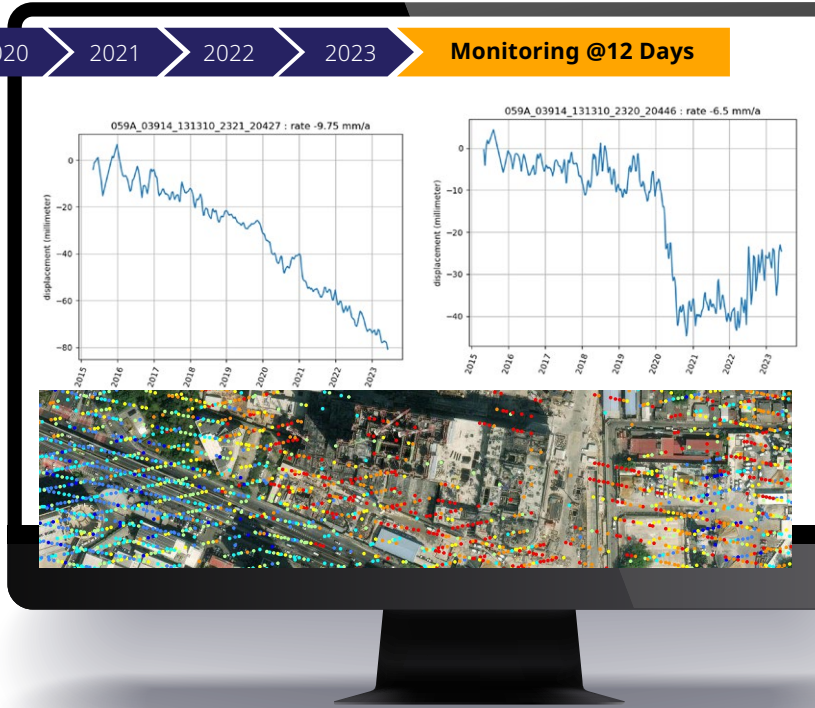 020 2021 2022 2023 Monitoring @12 Days
059A_03914_131310_2321_20427 : rate -9.75 mm/a
displacement (millimeter)
0
−20
−40
−60
−80
2015 2016 2017 2018 2019 2020 2021 2022 2023
059A_03914_131310_2320_20446 : rate -6.5 mm/a
displacement (millimeter)
0
−10
−20
−30
−40
2015 2016 2017 2018 2019 2020 2021 2022 2023